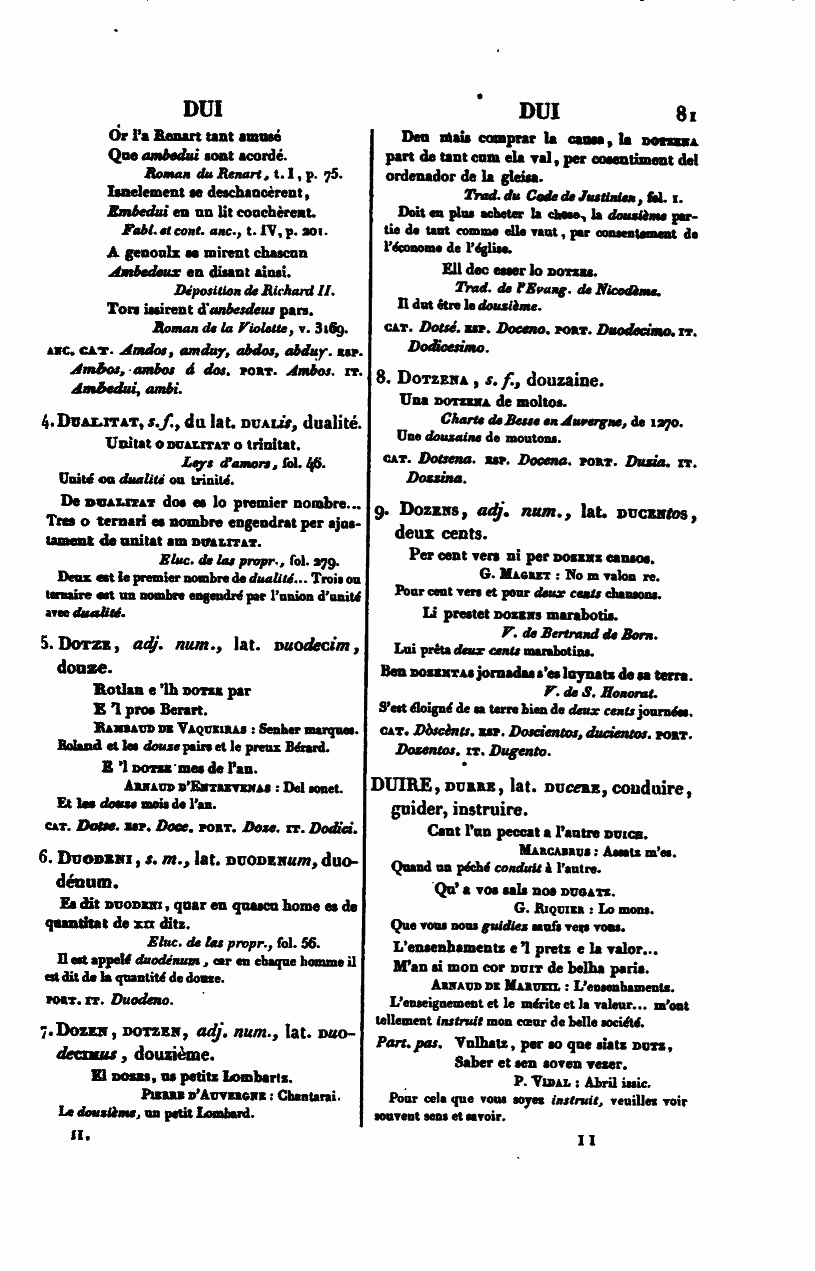 DUI
DUI 81
Or l'a Renart tant amusé
Que ambedui sont acordé.
Roman du Renart, t. I, p. 75.
Isnelement se deschancèrent,
Embedui en un lit couchèrent.
Fabl. et cont. anc., t. IV, p. 201.
A genoulx se mirent chascun
Ambedeux en disant ainsi.
Déposition de Richard II.
Tors issirent d'anbesdeus pars.
Roman de la Violette, v. 3169.
ANC. CAT. Amdos, amduy, abdos, abduy. ESP.
Ambos, ambos á dos. PORT. Ambos. IT.
Ambedui, ambi.
4. DUALITAT, s. f., du lat. DUALis, dualité.
Unitat o DUALITAT o trinitat.
Leys d'amors, fol. 46.
Unité ou dualité ou trinité.
De DUALITAT dos es lo premier nombre...
Tres o ternari es nombre engendrat per ajus-
tament de unitat am DUALITAT.
Eluc. de las propr., fol. 279.
Deux est le premier nombre de dualité... Trois ou
ternaire est un nombre engendré par l'union d'unité
avec dualité.
5. DOTZE, adj. num., lat. DUOdecim,
douze.
Rotlan e 'lh DOTZE par
E 'l pros Berart.
RAMBAUD DE VAQUEIRAS : Senher marques.
Roland et les douze pairs et le preux Bérard.
E 'l DOTZE mes de l'an.
ARNAUD D'ENTREVENAS : Del sonet.
Et les douze mois de l'an.
CAT. Dotse. ESP. Doce. PORT. Doze. IT. Dodici.
6. DUODENI, s. m., lat. DUODENum, duo-
dénum.
Es dit DUODENI, quar en quascu home es de
quantitat de XII ditz.
Eluc. de las propr., fol. 56.
Il est appelé duodénum, car en chaque homme il
est dit de la quantité de douze.
PORT. IT. Duodeno.
7. DOZEN, DOTZEN, adj. num., lat. DUO-
decimus, douzième.
El DOZES, us petitz Lombartz.
PIERRE D'AUVERGNE : Chantarai.
Le douzième, un petit Lombard.
II.
Deu mais comprar la causa, la DOTZENA
part de tant cum ela val, per cosentiment del
ordenador de la gleisa.
Trad. du Code de Justinien, fol. 1.
Doit en plus acheter la chose, la douzième par-
tie de tant comme elle vaut, par consentement de
l'économe de l'église.
Ell dec esser lo DOTZES.
Trad. de l'Évang. de Nicodème.
Il dut être le douzième.
CAT. Dotsé. ESP. Doceno. PORT. Duodecimo. IT.
Dodicesimo.
8. DOTZENA, s. f., douzaine.
Una DOTZENA de moltos.
Charte de Besse en Auvergne, de 1270.
Une douzaine de moutons.
CAT. Dotsena. ESP. Docena. PORT. Duzia. IT.
Dozzina.
9. DOZENS, adj. num., lat. DUCENtos,
deux cents.
Per cent vers ni per DOZENZ cansos.
G. MAGRET : No m valon re.
Pour cent vers et pour deux cents chansons.
Li prestet DOZENS marabotis.
V. de Bertrand de Born.
Lui prêta deux cents marabotins.
Ben DOZENTAS jornadas s'es luynatz de sa terra.
V. de S. Honorat.
S'est éloigné de sa terre bien de deux cents journées.
CAT. Dòscènts. ESP. Doscientos, ducientos. PORT.
Dozentos. IT. Dugento.
DUIRE, DURRE, lat. DUCERE, conduire,
guider, instruire.
Cant l'un peccat a l'autre DUICH.
MARCABRUS : Assatz m'es.
Quand un péché conduit à l'autre.
Qu' a vos sals nos DUGATZ.
G. RIQUIER : Lo mons.
Que vous nous guidiez saufs vers vous.
L'ensenhamentz e 'l pretz e la valor...
M'an si mon cor DUIT de belha paria.
ARNAUD DE MARUEIL : L'ensenhamentz.
L'enseignement et le mérite et la valeur... m'ont
tellement instruit mon cœur de belle société.
Part. pas. Vulhatz, per so que siatz DUTZ,
Saber et sen soven vezer.
P. VIDAL : Abril issic.
Pour cela que vous soyez instruit, veuillez voir
souvent sens et savoir.
11